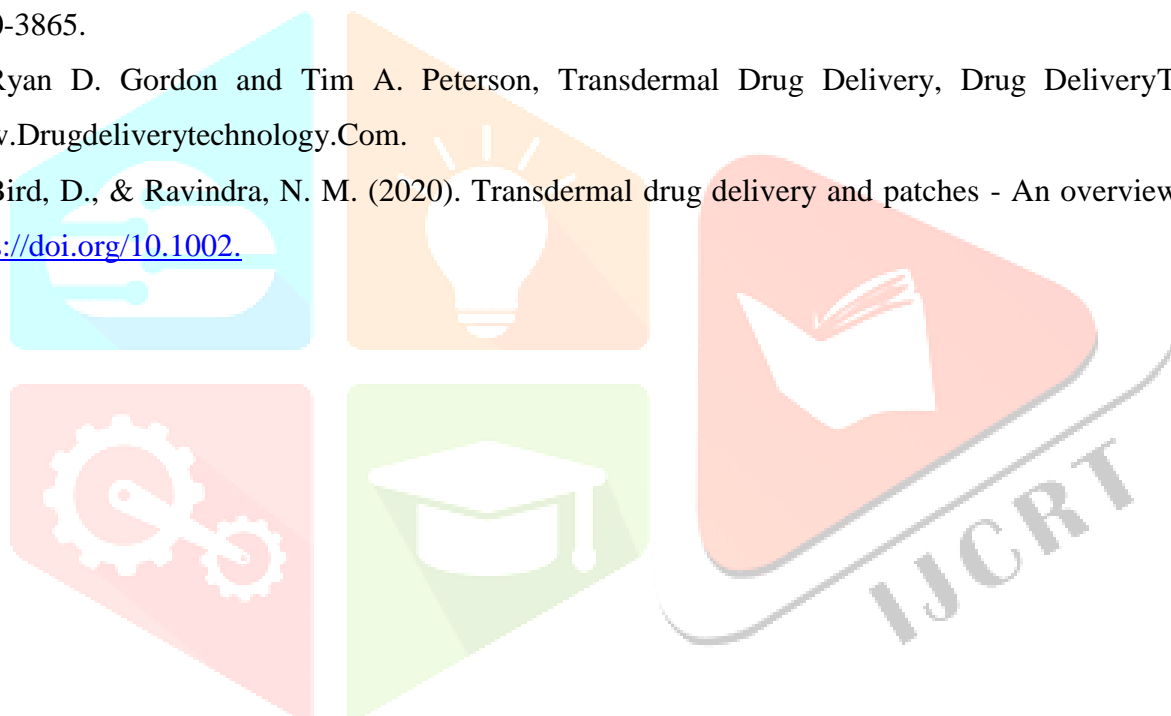 -3865.
Ryan D. Gordon and Tim A. Peterson, Transdermal Drug Delivery, Drug DeliveryT
.Drugdeliverytechnology.Com.
Bird, D., & Ravindra, N. M. (2020). Transdermal drug delivery and patches - An overview
://doi.org/10.1002.
IJCRT